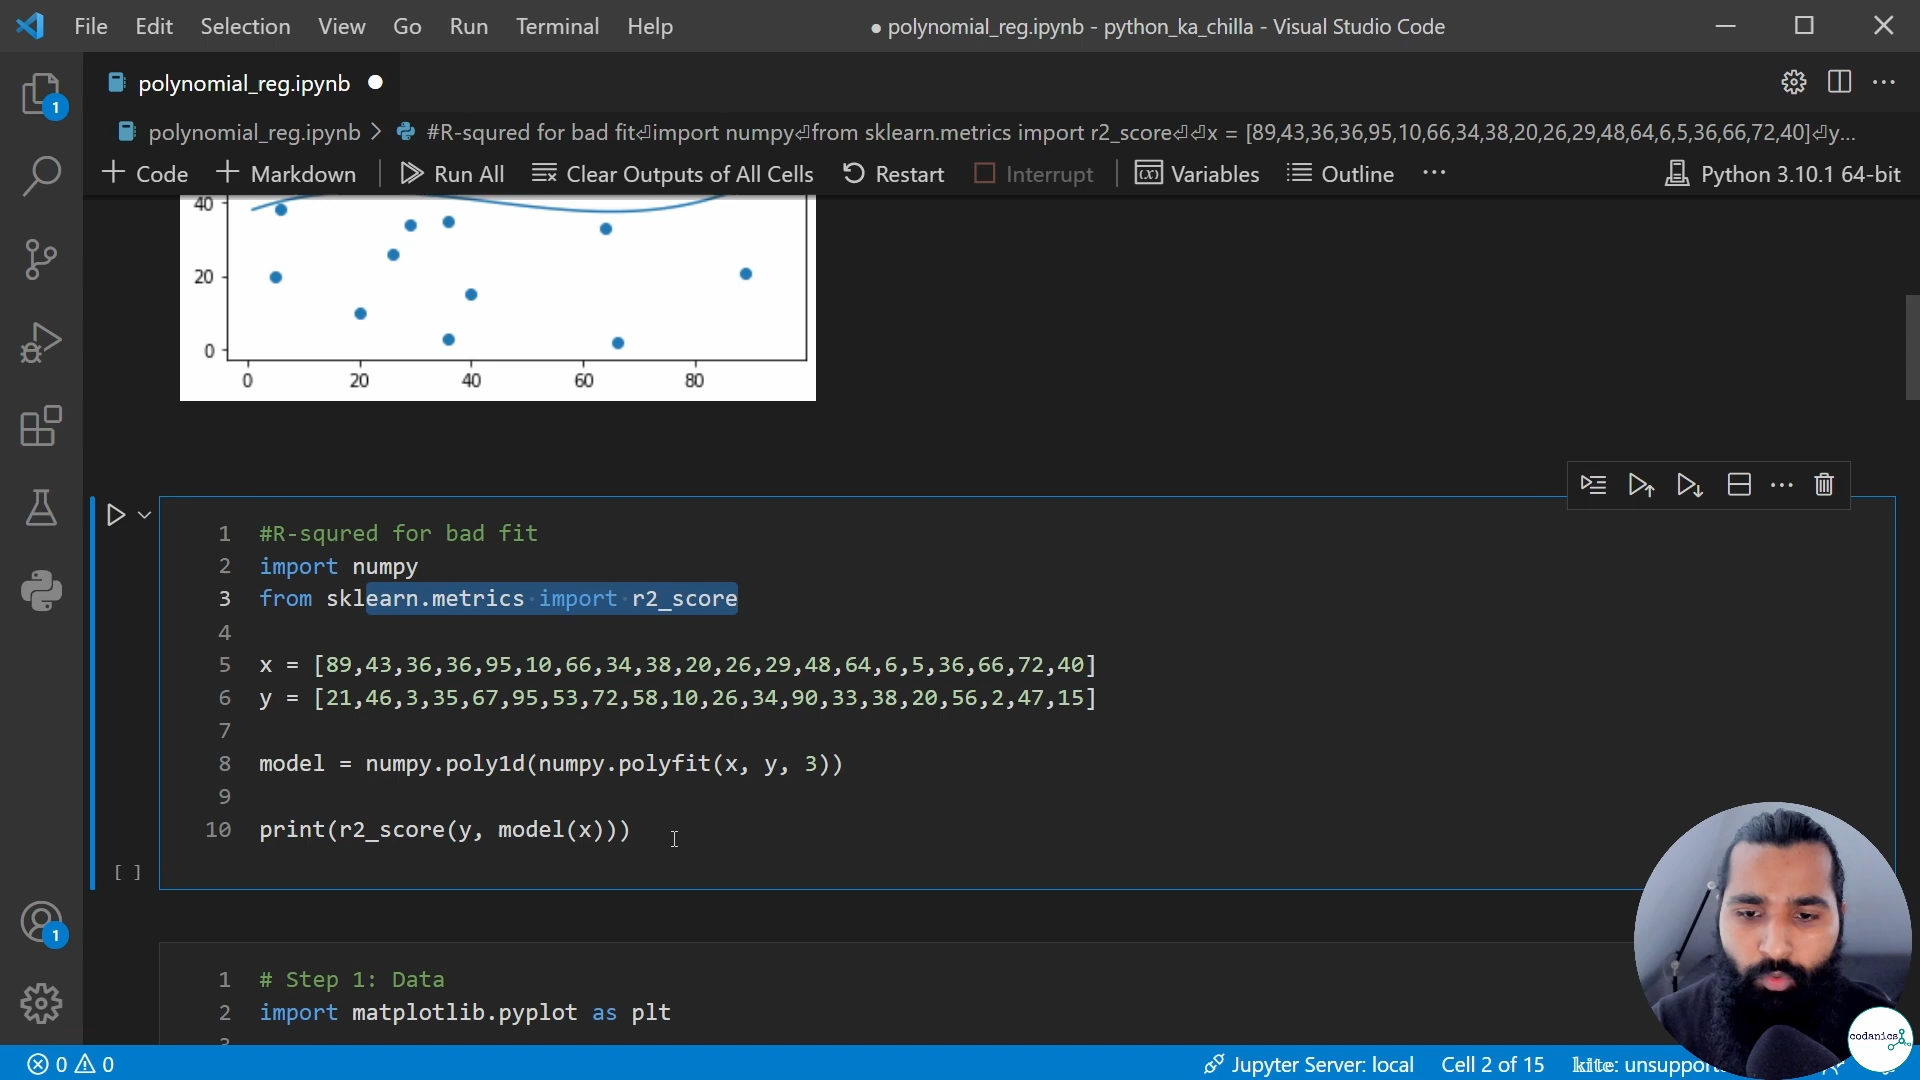 File Edit Selection View Go Run Terminal Help ● polynomial_reg.ipynb - python_ka_chilla - Visual Studio Code
polynomial_reg.ipynb ●
1
polynomial_reg.ipynb > #R-squred for bad fit⏎import numpy⏎from sklearn.metrics import r2_score⏎⏎x = [89,43,36,36,95,10,66,34,38,20,26,29,48,64,6,5,36,66,72,40]⏎y...
+ Code + Markdown Run All Clear Outputs of All Cells Restart Interrupt Variables Outline ··· Python 3.10.1 64-bit
40
20
0
0 20 40 60 80
1 #R-squred for bad fit
2 import numpy
3 from sklearn.metrics import r2_score
4
5 x = [89,43,36,36,95,10,66,34,38,20,26,29,48,64,6,5,36,66,72,40]
6 y = [21,46,3,35,67,95,53,72,58,10,26,34,90,33,38,20,56,2,47,15]
7
8 model = numpy.poly1d(numpy.polyfit(x, y, 3))
9
10 print(r2_score(y, model(x)))
[ ]
1
1 # Step 1: Data
2 import matplotlib.pyplot as plt
3
codanics
0 0 Jupyter Server: local Cell 2 of 15 kite: unsupport